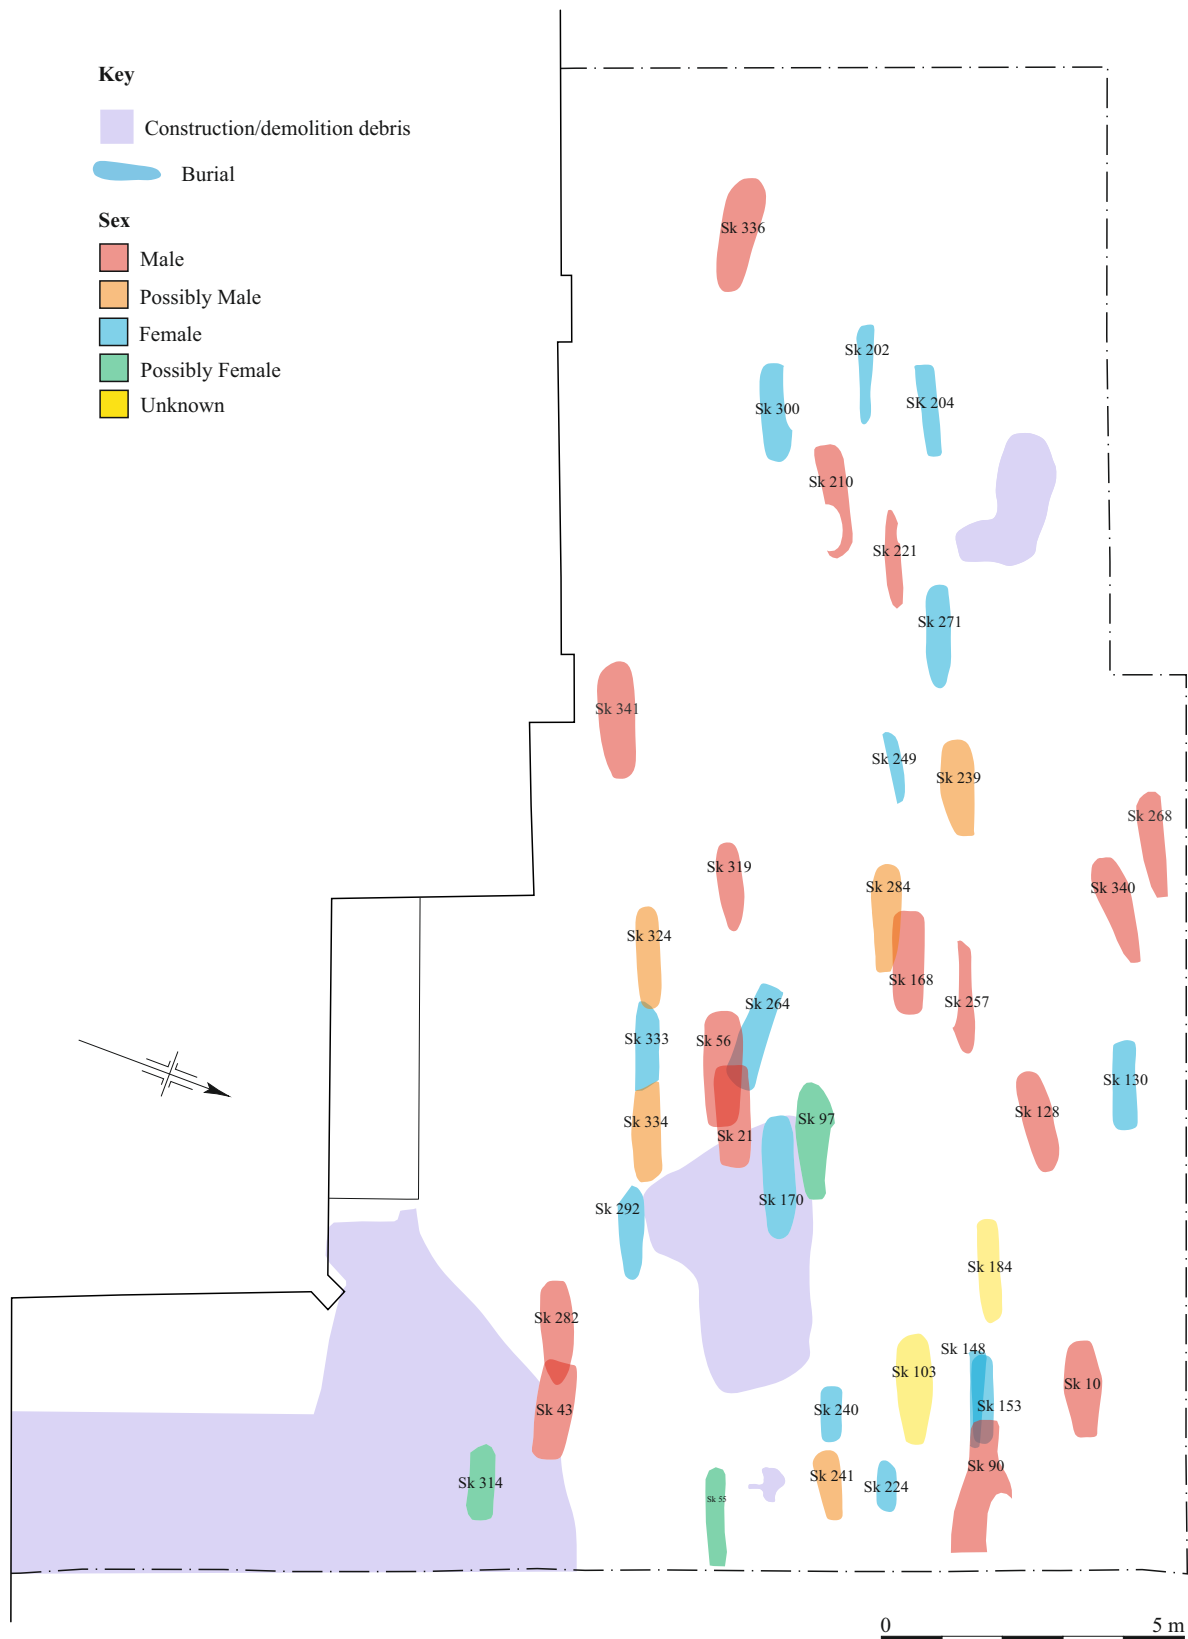 Key
Construction/demolition debris
Burial
Sex
Male
Possibly Male
Female
Possibly Female
Unknown
Sk 336
Sk 202
Sk 300
SK 204
Sk 210
Sk 221
Sk 271
Sk 341
Sk 249
Sk 239
Sk 268
Sk 319
Sk 284
Sk 340
Sk 324
Sk 168
Sk 257
Sk 264
Sk 333
Sk 56
Sk 130
Sk 128
Sk 97
Sk 334
Sk 21
Sk 170
Sk 292
Sk 184
Sk 282
Sk 148
Sk 103
Sk 10
Sk 43
Sk 240
Sk 153
Sk 90
Sk 241
Sk 314
Sk 224
Sk 55
0 5 m